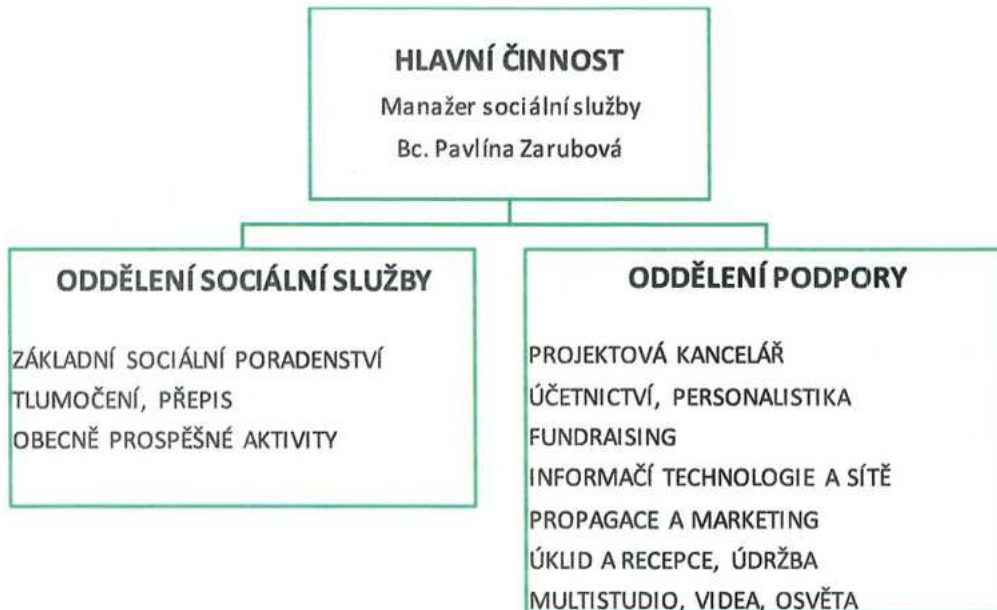 HLAVNÍ ČINNOST
Manažer sociální služby
Bc. Pavlína Zarubová
ODDĚLENÍ SOCIÁLNÍ SLUŽBY
ZÁKLADNÍ SOCIÁLNÍ PORADENSTVÍ
TLUMOČENÍ, PŘEPIS
OBECNĚ PROSPĚŠNÉ AKTIVITY
ODDĚLENÍ PODPORY
PROJEKTOVÁ KANCELÁŘ
ÚČETNICTVÍ, PERSONALISTIKA
FUNDRAISING
INFORMAČÍ TECHNOLOGIE A SÍTĚ
PROPAGACE A MARKETING
ÚKLID A RECEPCE, ÚDRŽBA
MULTISTUDIO, VIDEA, OSVĚTA